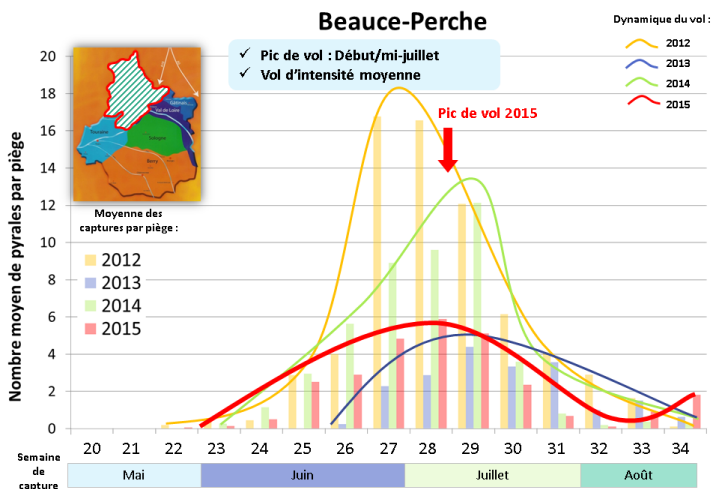 Beauce-Perche
Dynamique du vol :
2012
2013
2014
2015
✓ Pic de vol : Début/mi-juillet
✓ Vol d'intensité moyenne
Pic de vol 2015
Nombre moyen de pyrales par piège
20
18
16
14
12
10
8
6
4
2
0
Touraine
Val de Loire
Sologne
Berry
Moyenne des
captures par piège :
2012
2013
2014
2015
20 21 22 23 24 25 26 27 28 29 30 31 32 33 34
Semaine
de
capture
Mai Juin Juillet Août